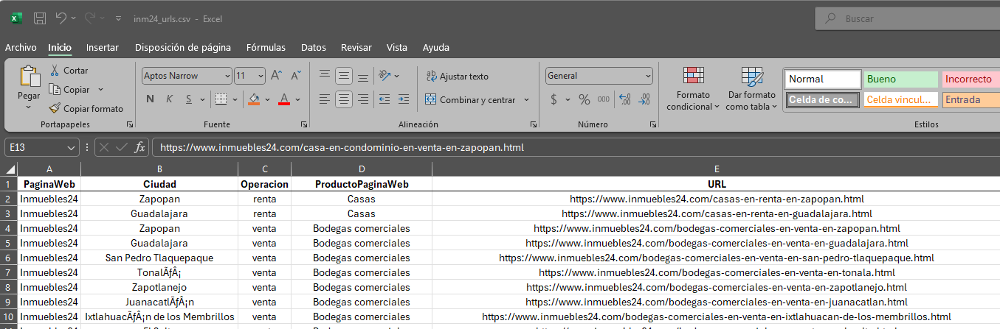 inm24_urls.csv - Excel
Buscar
Archivo Inicio Insertar Disposición de página Fórmulas Datos Revisar Vista Ayuda
Pegar
Cortar
Copiar
Copiar formato
Portapapeles
Aptos Narrow 11
N K S
Fuente
Ajustar texto
Combinar y centrar
Alineación
General
$ % 000
Número
Formato condicional
Dar formato como tabla
Normal Bueno Incorrecto
Celda de co... Celda vincul... Entrada
Estilos
E13 fx https://www.inmuebles24.com/casa-en-condominio-en-venta-en-zapopan.html
A B C D E
1 PaginaWeb Ciudad Operacion ProductoPaginaWeb URL
2 Inmuebles24 Zapopan renta Casas https://www.inmuebles24.com/casas-en-renta-en-zapopan.html
3 Inmuebles24 Guadalajara renta Casas https://www.inmuebles24.com/casas-en-renta-en-guadalajara.html
4 Inmuebles24 Zapopan venta Bodegas comerciales https://www.inmuebles24.com/bodegas-comerciales-en-venta-en-zapopan.html
5 Inmuebles24 Guadalajara venta Bodegas comerciales https://www.inmuebles24.com/bodegas-comerciales-en-venta-en-guadalajara.html
6 Inmuebles24 San Pedro Tlaquepaque venta Bodegas comerciales https://www.inmuebles24.com/bodegas-comerciales-en-venta-en-san-pedro-tlaquepaque.html
7 Inmuebles24 TonalÃƒÂ¡ venta Bodegas comerciales https://www.inmuebles24.com/bodegas-comerciales-en-venta-en-tonala.html
8 Inmuebles24 Zapotlanejo venta Bodegas comerciales https://www.inmuebles24.com/bodegas-comerciales-en-venta-en-zapotlanejo.html
9 Inmuebles24 JuanacatlÃƒÂ¡n venta Bodegas comerciales https://www.inmuebles24.com/bodegas-comerciales-en-venta-en-juanacatlan.html
10 Inmuebles24 IxtlahuacÃƒÂ¡n de los Membrillos venta Bodegas comerciales https://www.inmuebles24.com/bodegas-comerciales-en-venta-en-ixtlahuacan-de-los-membrillos.html